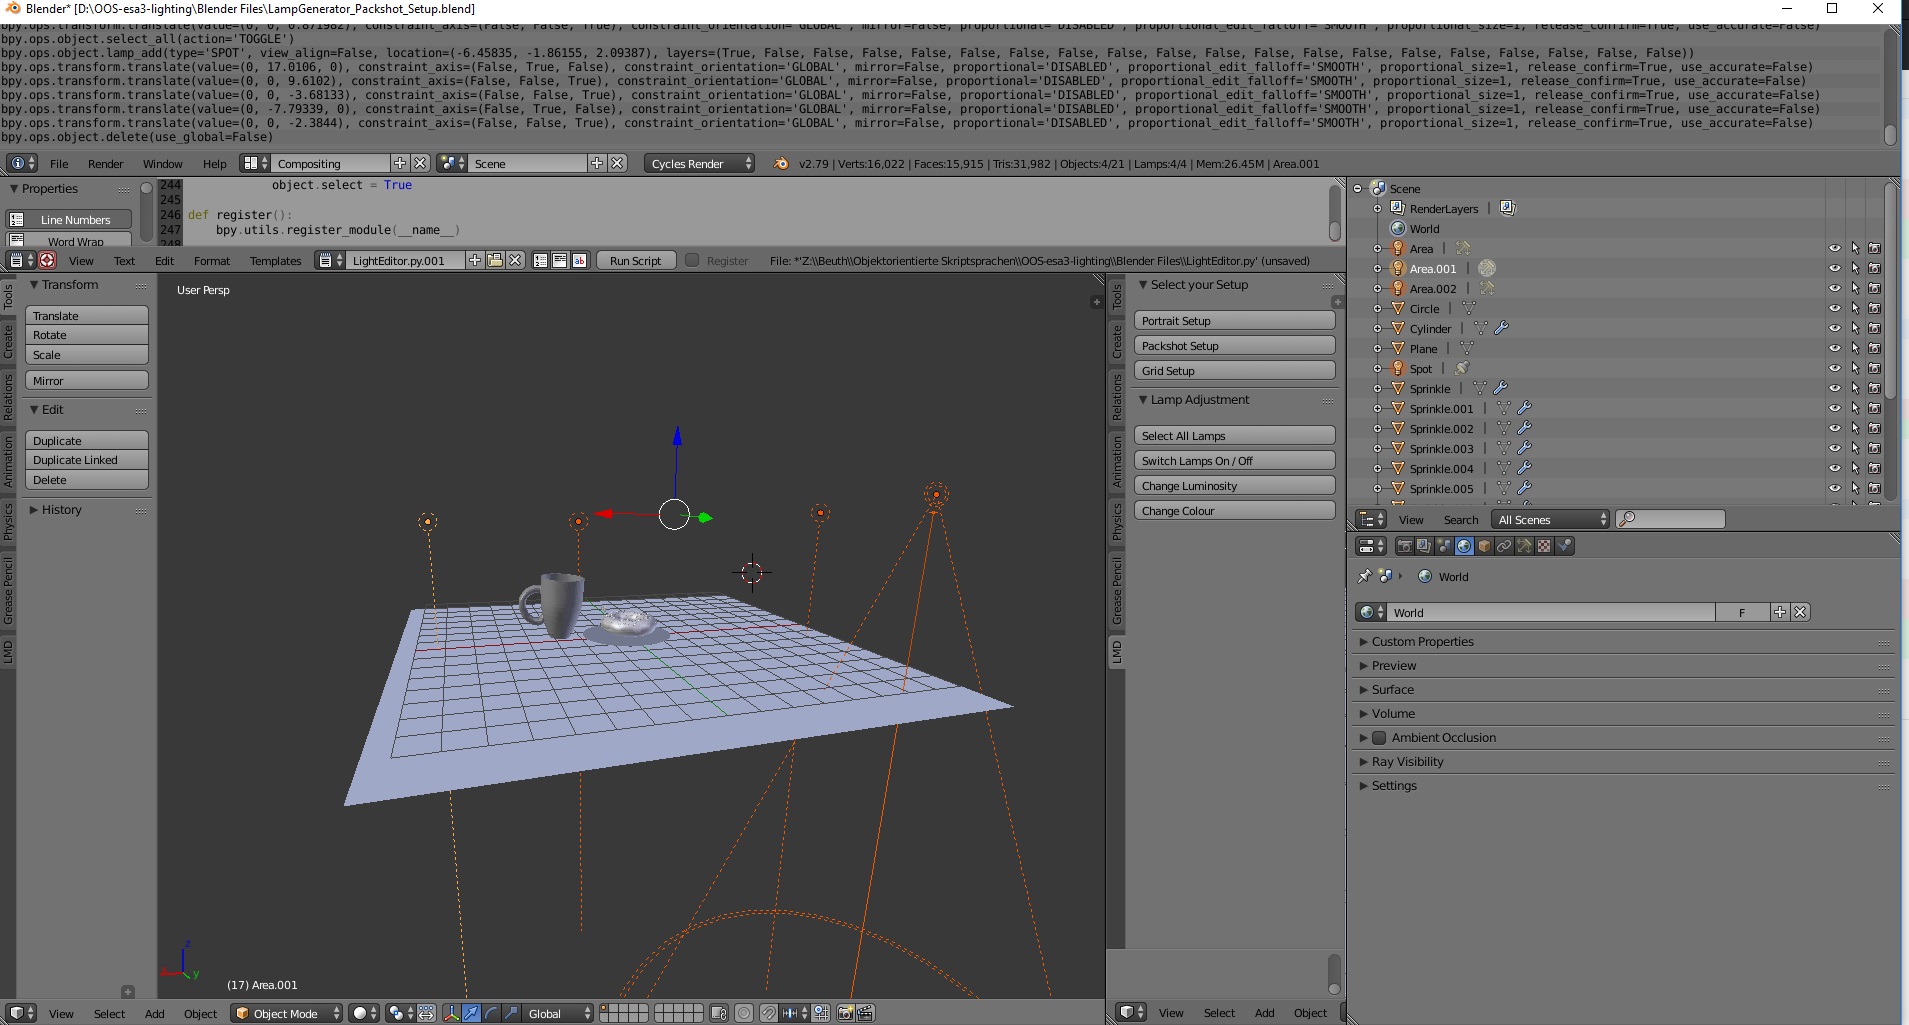 Blender* [D:\OOS-esa3-lighting\Blender Files\LampGenerator_Packshot_Setup.blend]
bpy.ops.object.select_all(action='TOGGLE')
bpy.ops.object.lamp_add(type='SPOT', view_align=False, location=(-6.45835, -1.86155, 2.09387), layers=(True, False, False, False, False, False, False, False, False, False, False, False, False, False, False, False, False, False, False, False))
bpy.ops.transform.translate(value=(0, 17.0106, 0), constraint_axis=(False, True, False), constraint_orientation='GLOBAL', mirror=False, proportional='DISABLED', proportional_edit_falloff='SMOOTH', proportional_size=1, release_confirm=True, use_accurate=False)
bpy.ops.transform.translate(value=(0, 0, 9.6102), constraint_axis=(False, False, True), constraint_orientation='GLOBAL', mirror=False, proportional='DISABLED', proportional_edit_falloff='SMOOTH', proportional_size=1, release_confirm=True, use_accurate=False)
bpy.ops.transform.translate(value=(0, 0, -3.68133), constraint_axis=(False, False, True), constraint_orientation='GLOBAL', mirror=False, proportional='DISABLED', proportional_edit_falloff='SMOOTH', proportional_size=1, release_confirm=True, use_accurate=False)
bpy.ops.transform.translate(value=(0, -7.79339, 0), constraint_axis=(False, True, False), constraint_orientation='GLOBAL', mirror=False, proportional='DISABLED', proportional_edit_falloff='SMOOTH', proportional_size=1, release_confirm=True, use_accurate=False)
bpy.ops.transform.translate(value=(0, 0, -2.3844), constraint_axis=(False, False, True), constraint_orientation='GLOBAL', mirror=False, proportional='DISABLED', proportional_edit_falloff='SMOOTH', proportional_size=1, release_confirm=True, use_accurate=False)
bpy.ops.object.delete(use_global=False)
File Render Window Help Compositing Scene Cycles Render v2.79 | Verts:16,022 | Faces:15,915 | Tris:31,982 | Objects:4/21 | Lamps:4/4 | Mem:26.45M | Area.001
Properties
Line Numbers
Word Wrap
244 object.select = True
245
246 def register():
247 bpy.utils.register_module(__name__)
248
View Text Edit Format Templates LightEditor.py.001 Run Script Register File: *'Z:\\Beuth\\Objektorientierte Skriptsprachen\\OOS-esa3-lighting\\Blender Files\\LightEditor.py' (unsaved)
Tools
Create
Relations
Animation
Physics
Grease Pencil
LMD
Transform
Translate
Rotate
Scale
Mirror
Edit
Duplicate
Duplicate Linked
Delete
History
User Persp
z
x
y
(17) Area.001
View Select Add Object Object Mode Global
Tools
Create
Relations
Animation
Physics
Grease Pencil
LMD
Select your Setup
Portrait Setup
Packshot Setup
Grid Setup
Lamp Adjustment
Select All Lamps
Switch Lamps On / Off
Change Luminosity
Change Colour
View Select Add Object
Scene
RenderLayers |
World
Area |
Area.001 |
Area.002 |
Circle |
Cylinder |
Plane |
Spot |
Sprinkle |
Sprinkle.001 |
Sprinkle.002 |
Sprinkle.003 |
Sprinkle.004 |
Sprinkle.005 |
View Search All Scenes
World
World F
Custom Properties
Preview
Surface
Volume
Ambient Occlusion
Ray Visibility
Settings